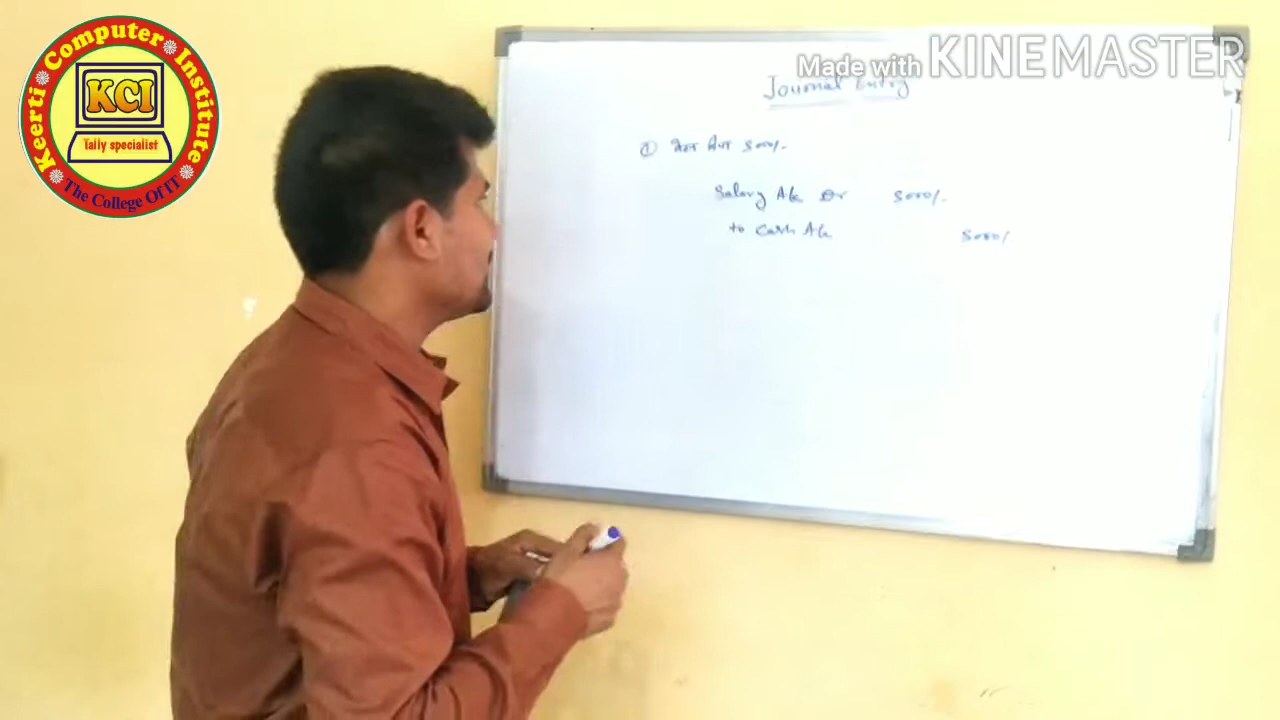 Keerti Computer Institute
KCI
Tally specialist
The College Of IT
Made with KINEMASTER
Journal Entry
① वेतन दिया 5000/-
Salary A/c Dr 5000/-
to Cash A/c 5000/-